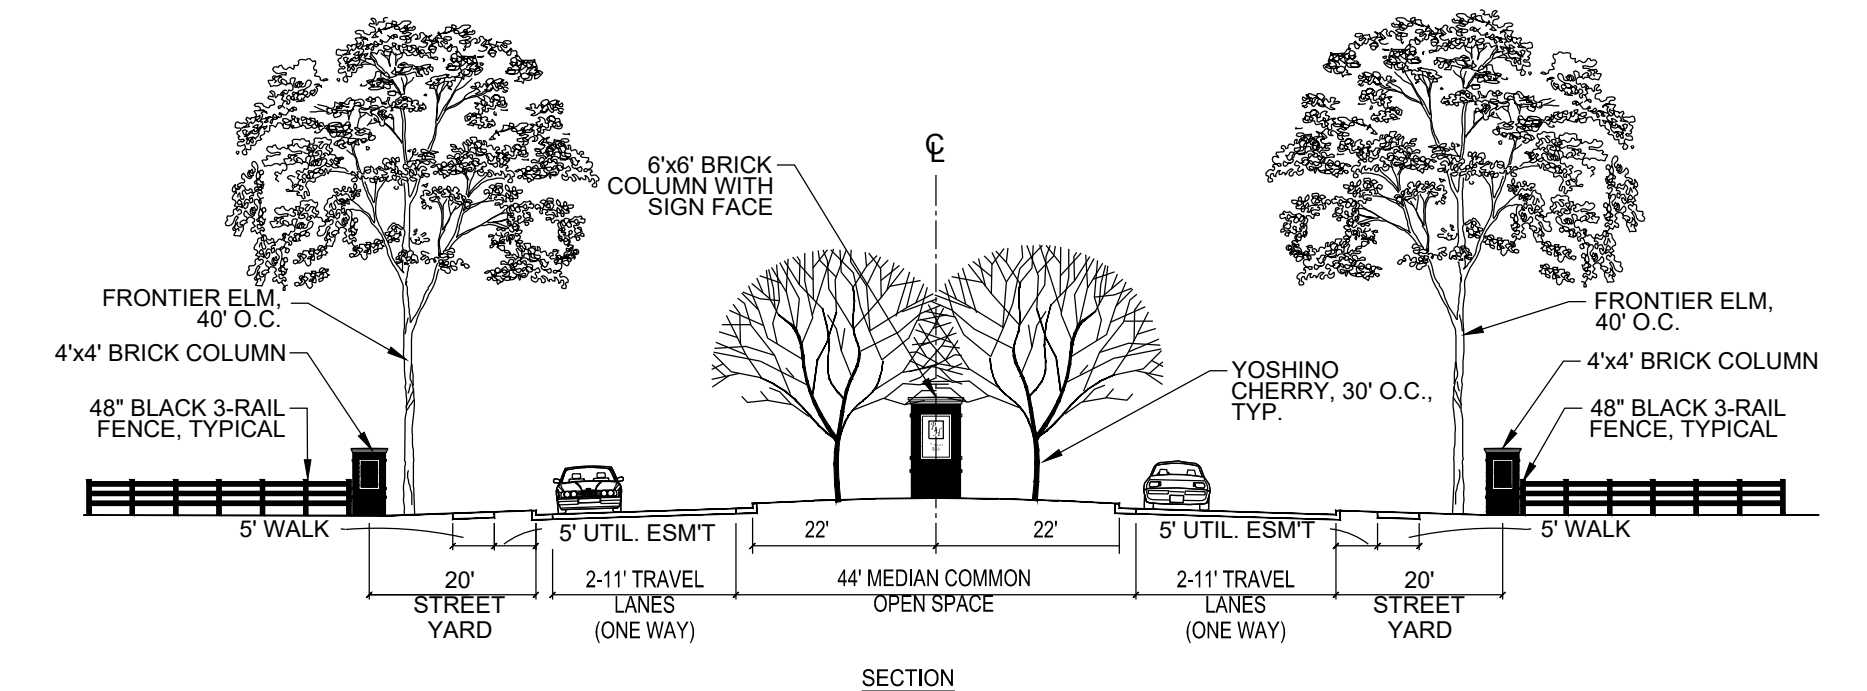 ℄
6'x6' BRICK
COLUMN WITH
SIGN FACE
FRONTIER ELM,
40' O.C.
4'x4' BRICK COLUMN
48" BLACK 3-RAIL
FENCE, TYPICAL
FRONTIER ELM,
40' O.C.
4'x4' BRICK COLUMN
48" BLACK 3-RAIL
FENCE, TYPICAL
YOSHINO
CHERRY, 30' O.C.,
TYP.
5' WALK
5' UTIL. ESM'T
22'
22'
5' UTIL. ESM'T
5' WALK
20'
STREET
YARD
2-11' TRAVEL
LANES
(ONE WAY)
44' MEDIAN COMMON
OPEN SPACE
2-11' TRAVEL
LANES
(ONE WAY)
20'
STREET
YARD
SECTION